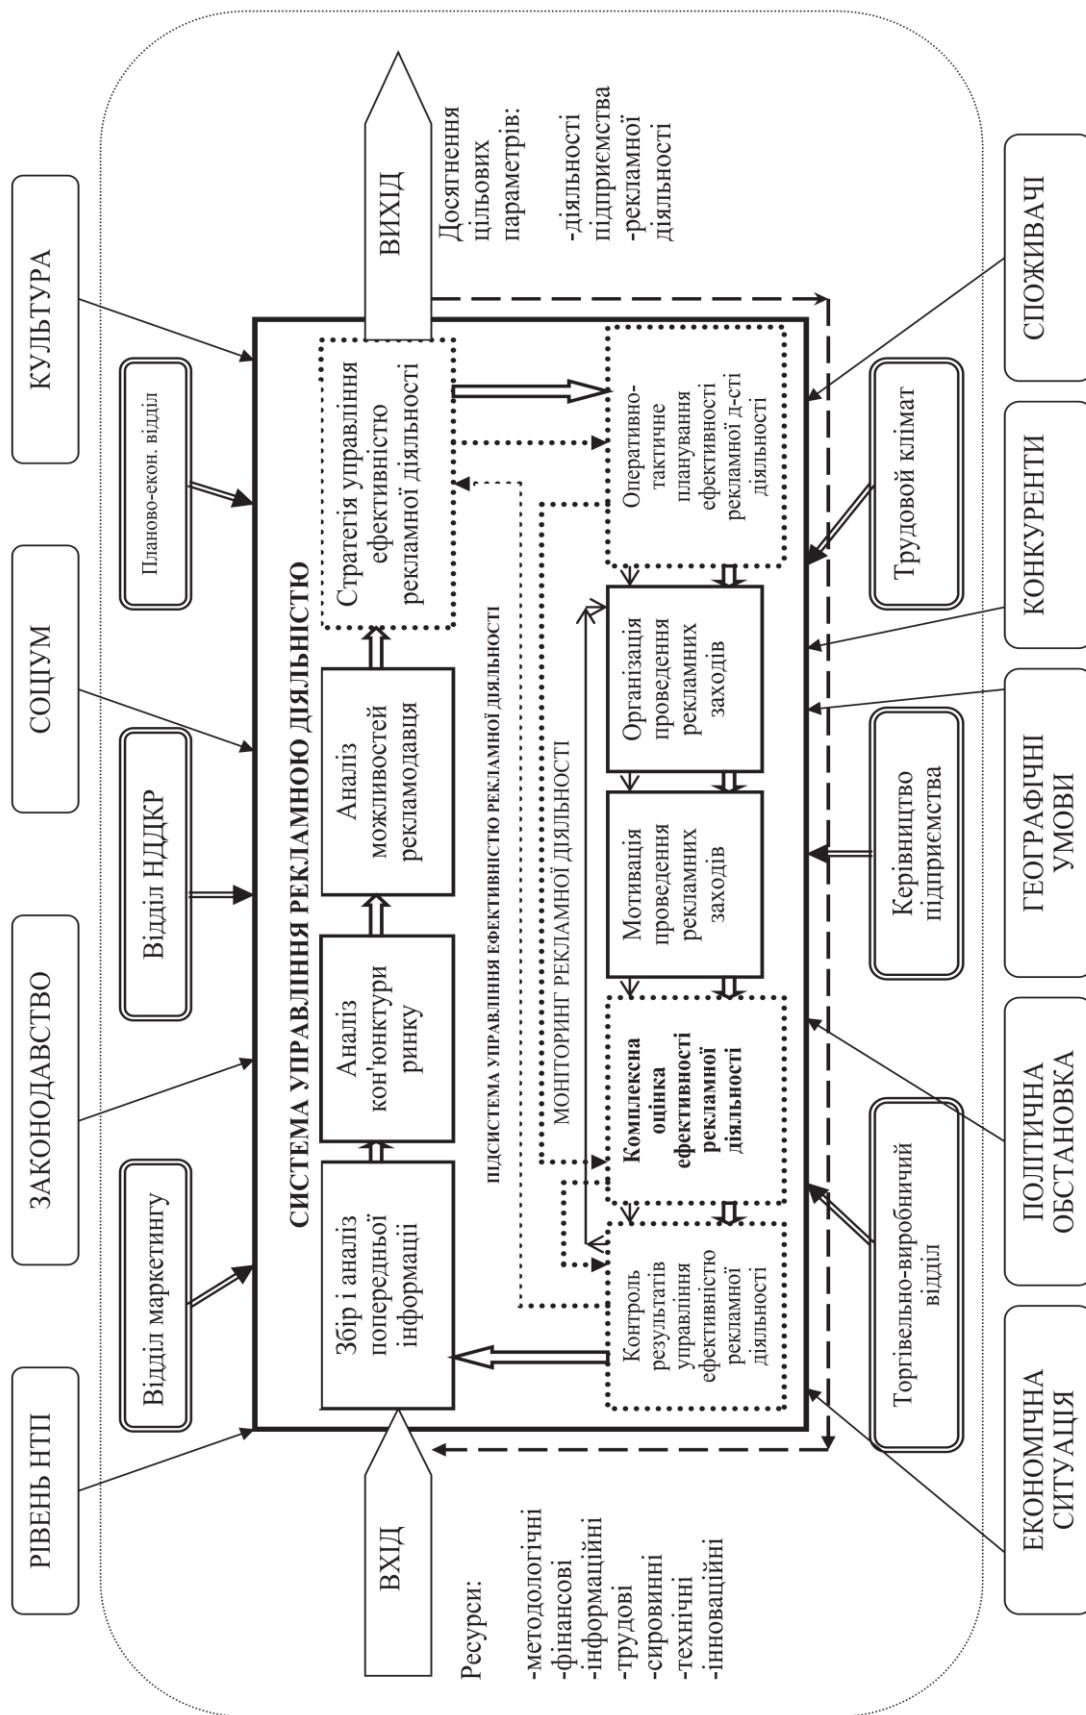 РІВЕНЬ НТП
ЗАКОНОДАВСТВО
СОЦІУМ
КУЛЬТУРА
Відділ маркетингу
Відділ НДДКР
Планово-екон. відділ
СИСТЕМА УПРАВЛІННЯ РЕКЛАМНОЮ ДІЯЛЬНІСТЮ
ВХІД
Збір і аналіз
попередньої
інформації
Аналіз
кон'юнктури
ринку
Аналіз
можливостей
рекламодавця
Стратегія управління
ефективністю
рекламної діяльності
ВИХІД
Ресурси:
-методологічні
-фінансові
-інформаційні
-трудові
-сировинні
-технічні
-інноваційні
Досягнення
цільових
параметрів:
-діяльності
підприємства
-рекламної
діяльності
ПІДСИСТЕМА УПРАВЛІННЯ ЕФЕКТИВНІСТЮ РЕКЛАМНОЇ ДІЯЛЬНОСТІ
МОНІТОРИНГ РЕКЛАМНОЇ ДІЯЛЬНОСТІ
Контроль
результатів
управління
ефективністю
рекламної
діяльності
Комплексна
оцінка
ефективності
рекламної
діяльності
Мотивація
проведення
рекламних
заходів
Організація
проведення
рекламних
заходів
Оперативно-
тактичне
планування
ефективності
рекламної д-сті
діяльності
Торгівельно-виробничий
відділ
Керівництво
підприємства
Трудовой клімат
ЕКОНОМІЧНА
СИТУАЦІЯ
ПОЛІТИЧНА
ОБСТАНОВКА
ГЕОГРАФІЧНІ
УМОВИ
КОНКУРЕНТИ
СПОЖИВАЧІ